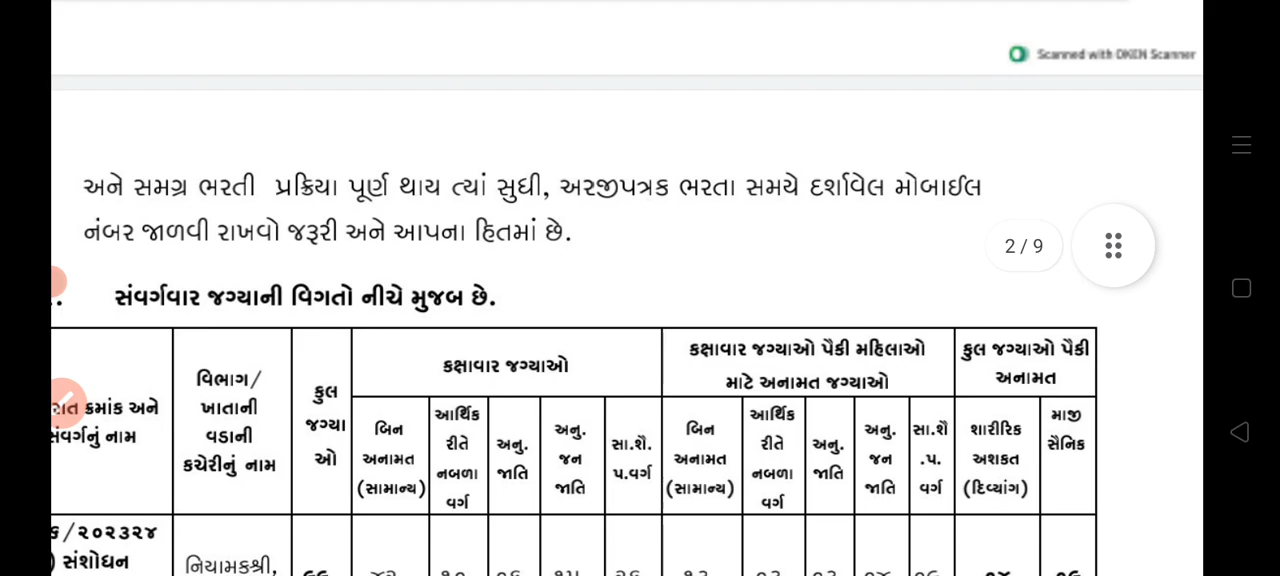 Scanned with OKEN Scanner
અને સમગ્ર ભરતી પ્રક્રિયા પૂર્ણ થાય ત્યાં સુધી, અરજીપત્રક ભરતા સમયે દર્શાવેલ મોબાઈલ
નંબર જાળવી રાખવો જરૂરી અને આપના હિતમાં છે.
2 / 9
સંવર્ગવાર જગ્યાની વિગતો નીચે મુજબ છે.
ક્રમાંક અને
સંવર્ગનું નામ
વિભાગ/
ખાતાની
વડાની
કચેરીનું નામ
કુલ
જગ્યા
ઓ
કક્ષાવાર જગ્યાઓ
બિન
અનામત
(સામાન્ય)
આર્થિક
રીતે
નબળા
વર્ગ
અનુ.
જાતિ
અનુ.
જન
જાતિ
સા.શૈ.
પ.વર્ગ
કક્ષાવાર જગ્યાઓ પૈકી મહિલાઓ
માટે અનામત જગ્યાઓ
બિન
અનામત
(સામાન્ય)
આર્થિક
રીતે
નબળા
વર્ગ
અનુ.
જાતિ
અનુ.
જન
જાતિ
સા.શૈ
.પ.
વર્ગ
કુલ જગ્યાઓ પૈકી
અનામત
શારીરિક
અશકત
(દિવ્યાંગ)
માજી
સૈનિક
/૨૦૨૩૨૪
) સંશોધન
નિયામકશ્રી,